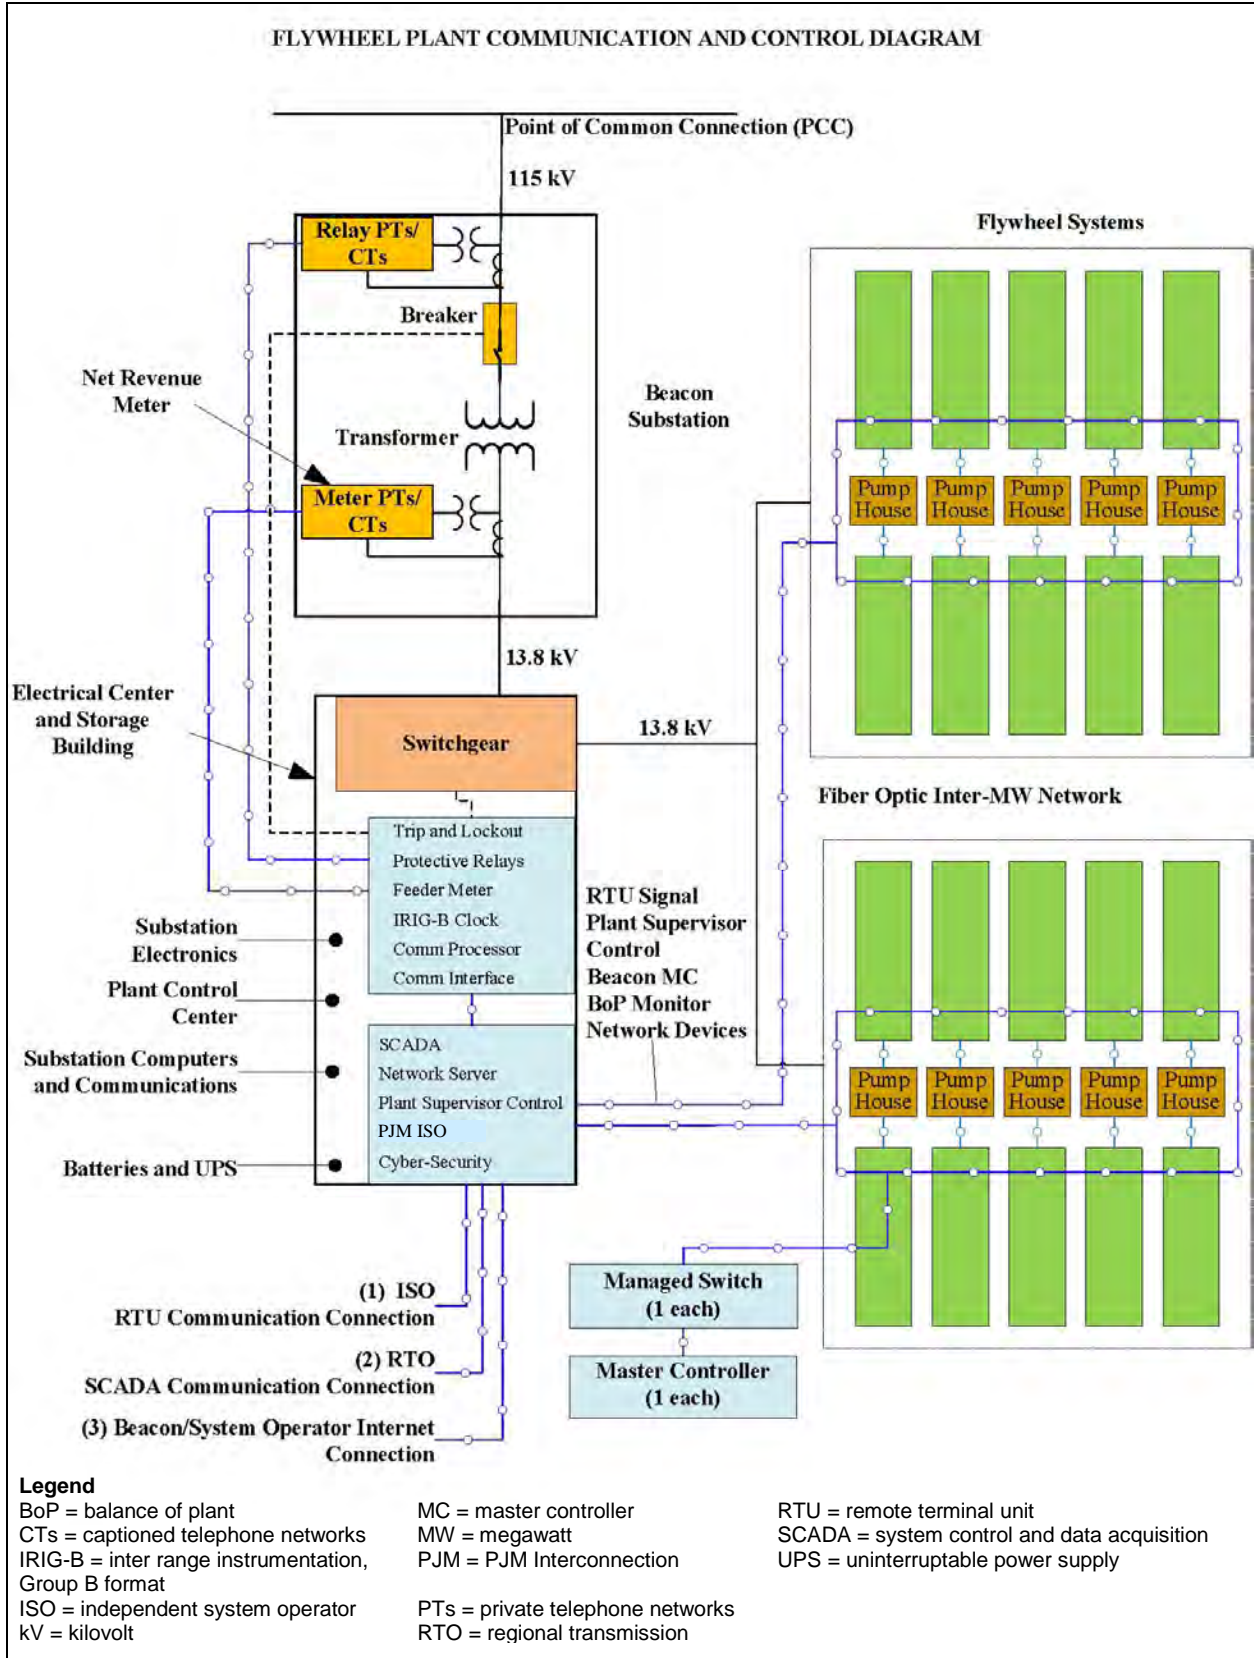 FLYWHEEL PLANT COMMUNICATION AND CONTROL DIAGRAM
Point of Common Connection (PCC)
115 kV
Relay PTs/
CTs
Breaker
Net Revenue
Meter
Transformer
Meter PTs/
CTs
Beacon
Substation
13.8 kV
Electrical Center
and Storage
Building
Switchgear
13.8 kV
Trip and Lockout
Protective Relays
Feeder Meter
IRIG-B Clock
Comm Processor
Comm Interface
Substation
Electronics
Plant Control
Center
Substation Computers
and Communications
Batteries and UPS
SCADA
Network Server
Plant Supervisor Control
PJM ISO
Cyber-Security
RTU Signal
Plant Supervisor
Control
Beacon MC
BoP Monitor
Network Devices
Flywheel Systems
Pump
House
Pump
House
Pump
House
Pump
House
Pump
House
Fiber Optic Inter-MW Network
Pump
House
Pump
House
Pump
House
Pump
House
Pump
House
Managed Switch
(1 each)
Master Controller
(1 each)
(1) ISO
RTU Communication Connection
(2) RTO
SCADA Communication Connection
(3) Beacon/System Operator Internet
Connection
Legend
BoP = balance of plant
CTs = captioned telephone networks
IRIG-B = inter range instrumentation,
Group B format
ISO = independent system operator
kV = kilovolt
MC = master controller
MW = megawatt
PJM = PJM Interconnection
PTs = private telephone networks
RTO = regional transmission
RTU = remote terminal unit
SCADA = system control and data acquisition
UPS = uninterruptable power supply